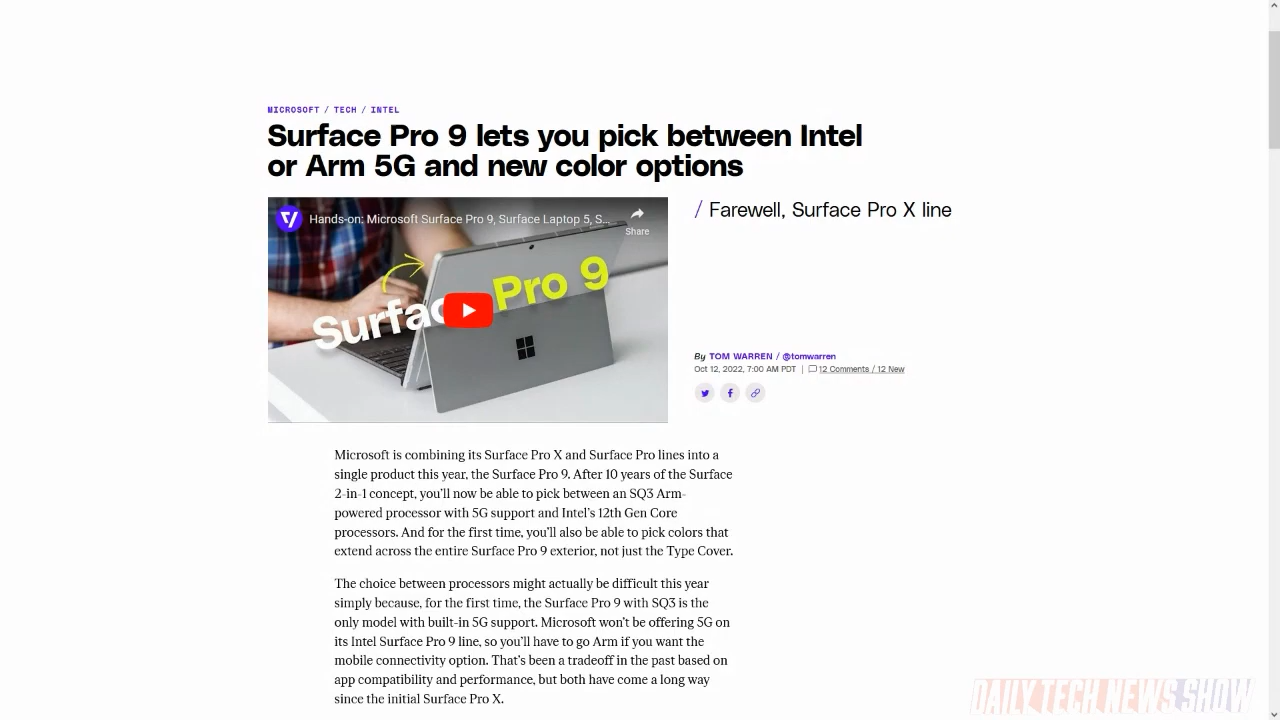 MICROSOFT / TECH / INTEL
Surface Pro 9 lets you pick between Intel
or Arm 5G and new color options
Hands-on: Microsoft Surface Pro 9, Surface Laptop 5, S...
Share
Surfac Pro 9
/ Farewell, Surface Pro X line
By TOM WARREN / @tomwarren
Oct 12, 2022, 7:00 AM PDT | 12 Comments / 12 New
Microsoft is combining its Surface Pro X and Surface Pro lines into a
single product this year, the Surface Pro 9. After 10 years of the Surface
2-in-1 concept, you’ll now be able to pick between an SQ3 Arm-
powered processor with 5G support and Intel’s 12th Gen Core
processors. And for the first time, you’ll also be able to pick colors that
extend across the entire Surface Pro 9 exterior, not just the Type Cover.
The choice between processors might actually be difficult this year
simply because, for the first time, the Surface Pro 9 with SQ3 is the
only model with built-in 5G support. Microsoft won’t be offering 5G on
its Intel Surface Pro 9 line, so you’ll have to go Arm if you want the
mobile connectivity option. That’s been a tradeoff in the past based on
app compatibility and performance, but both have come a long way
since the initial Surface Pro X.
DAILY TECH NEWS SHOW